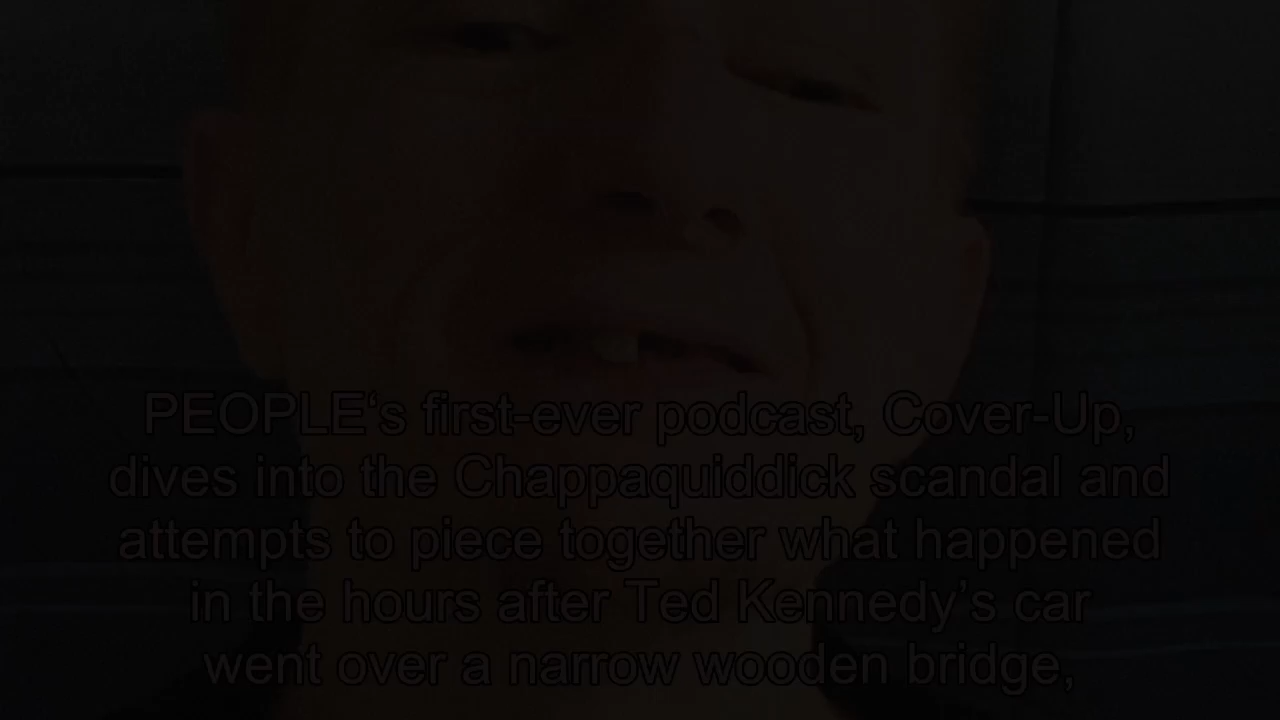 PEOPLE‘s first-ever podcast, Cover-Up,
dives into the Chappaquiddick scandal and
attempts to piece together what happened
in the hours after Ted Kennedy’s car
went over a narrow wooden bridge,